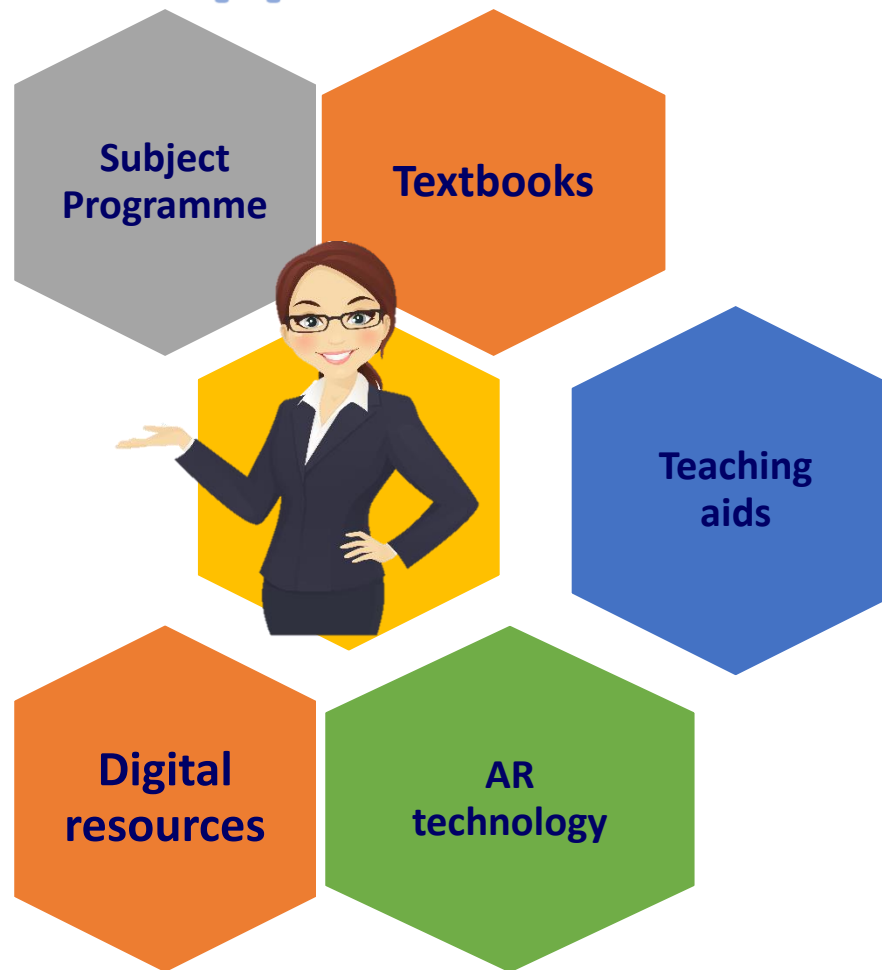 Subject
Programme
Textbooks
Teaching
aids
Digital
resources
AR
technology